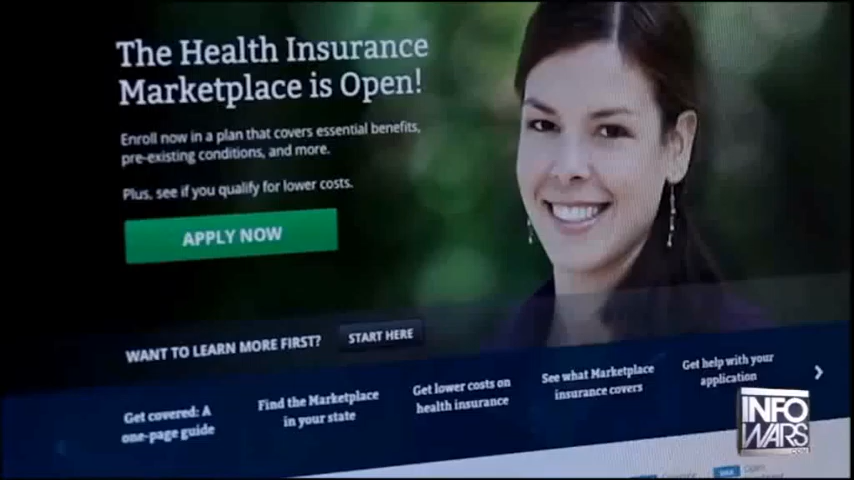 The Health Insurance
Marketplace is Open!
Enroll now in a plan that covers essential benefits,
pre-existing conditions, and more.
Plus, see if you qualify for lower costs.
APPLY NOW
WANT TO LEARN MORE FIRST?
START HERE
Get covered: A
one-page guide
Find the Marketplace
in your state
Get lower costs on
health insurance
See what Marketplace
insurance covers
Get help with your
application
INFO
WARS
.COM